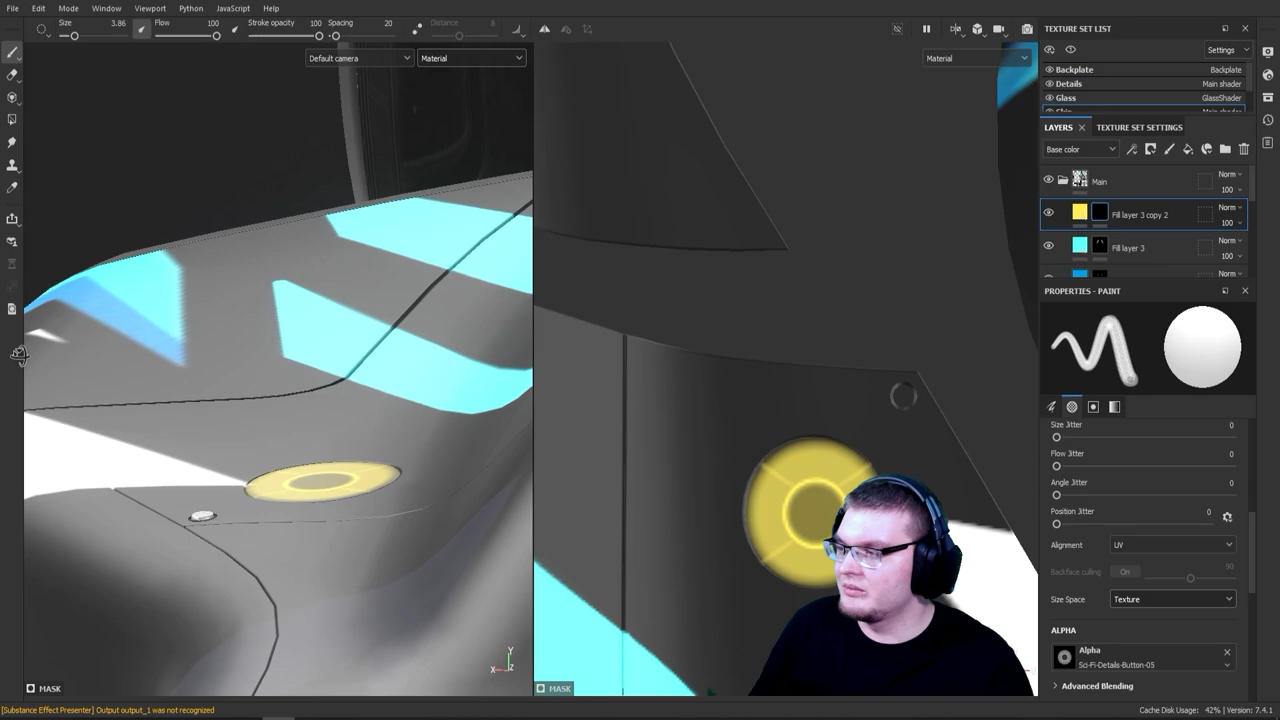 File Edit Mode Window Viewport Python JavaScript Help
Size 3.86 Flow 100 Stroke opacity 100 Spacing 20 Distance 8
Default camera Material Material
TEXTURE SET LIST
Settings
Backplate Backplate
Details Main shader
Glass GlassShader
LAYERS TEXTURE SET SETTINGS
Base color
Main Norm 100
Fill layer 3 copy 2 Norm 100
Fill layer 3 Norm 100
Norm
PROPERTIES - PAINT
Size Jitter 0
Flow Jitter 0
Angle Jitter 0
Position Jitter 0
Alignment UV
Backface culling On 90
Size Space Texture
ALPHA
Alpha
Sci-Fi-Details-Button-05
Advanced Blending
Y
X Z
MASK MASK
[Substance Effect Presenter] Output output_1 was not recognized
Cache Disk Usage: 42% | Version: 7.4.1